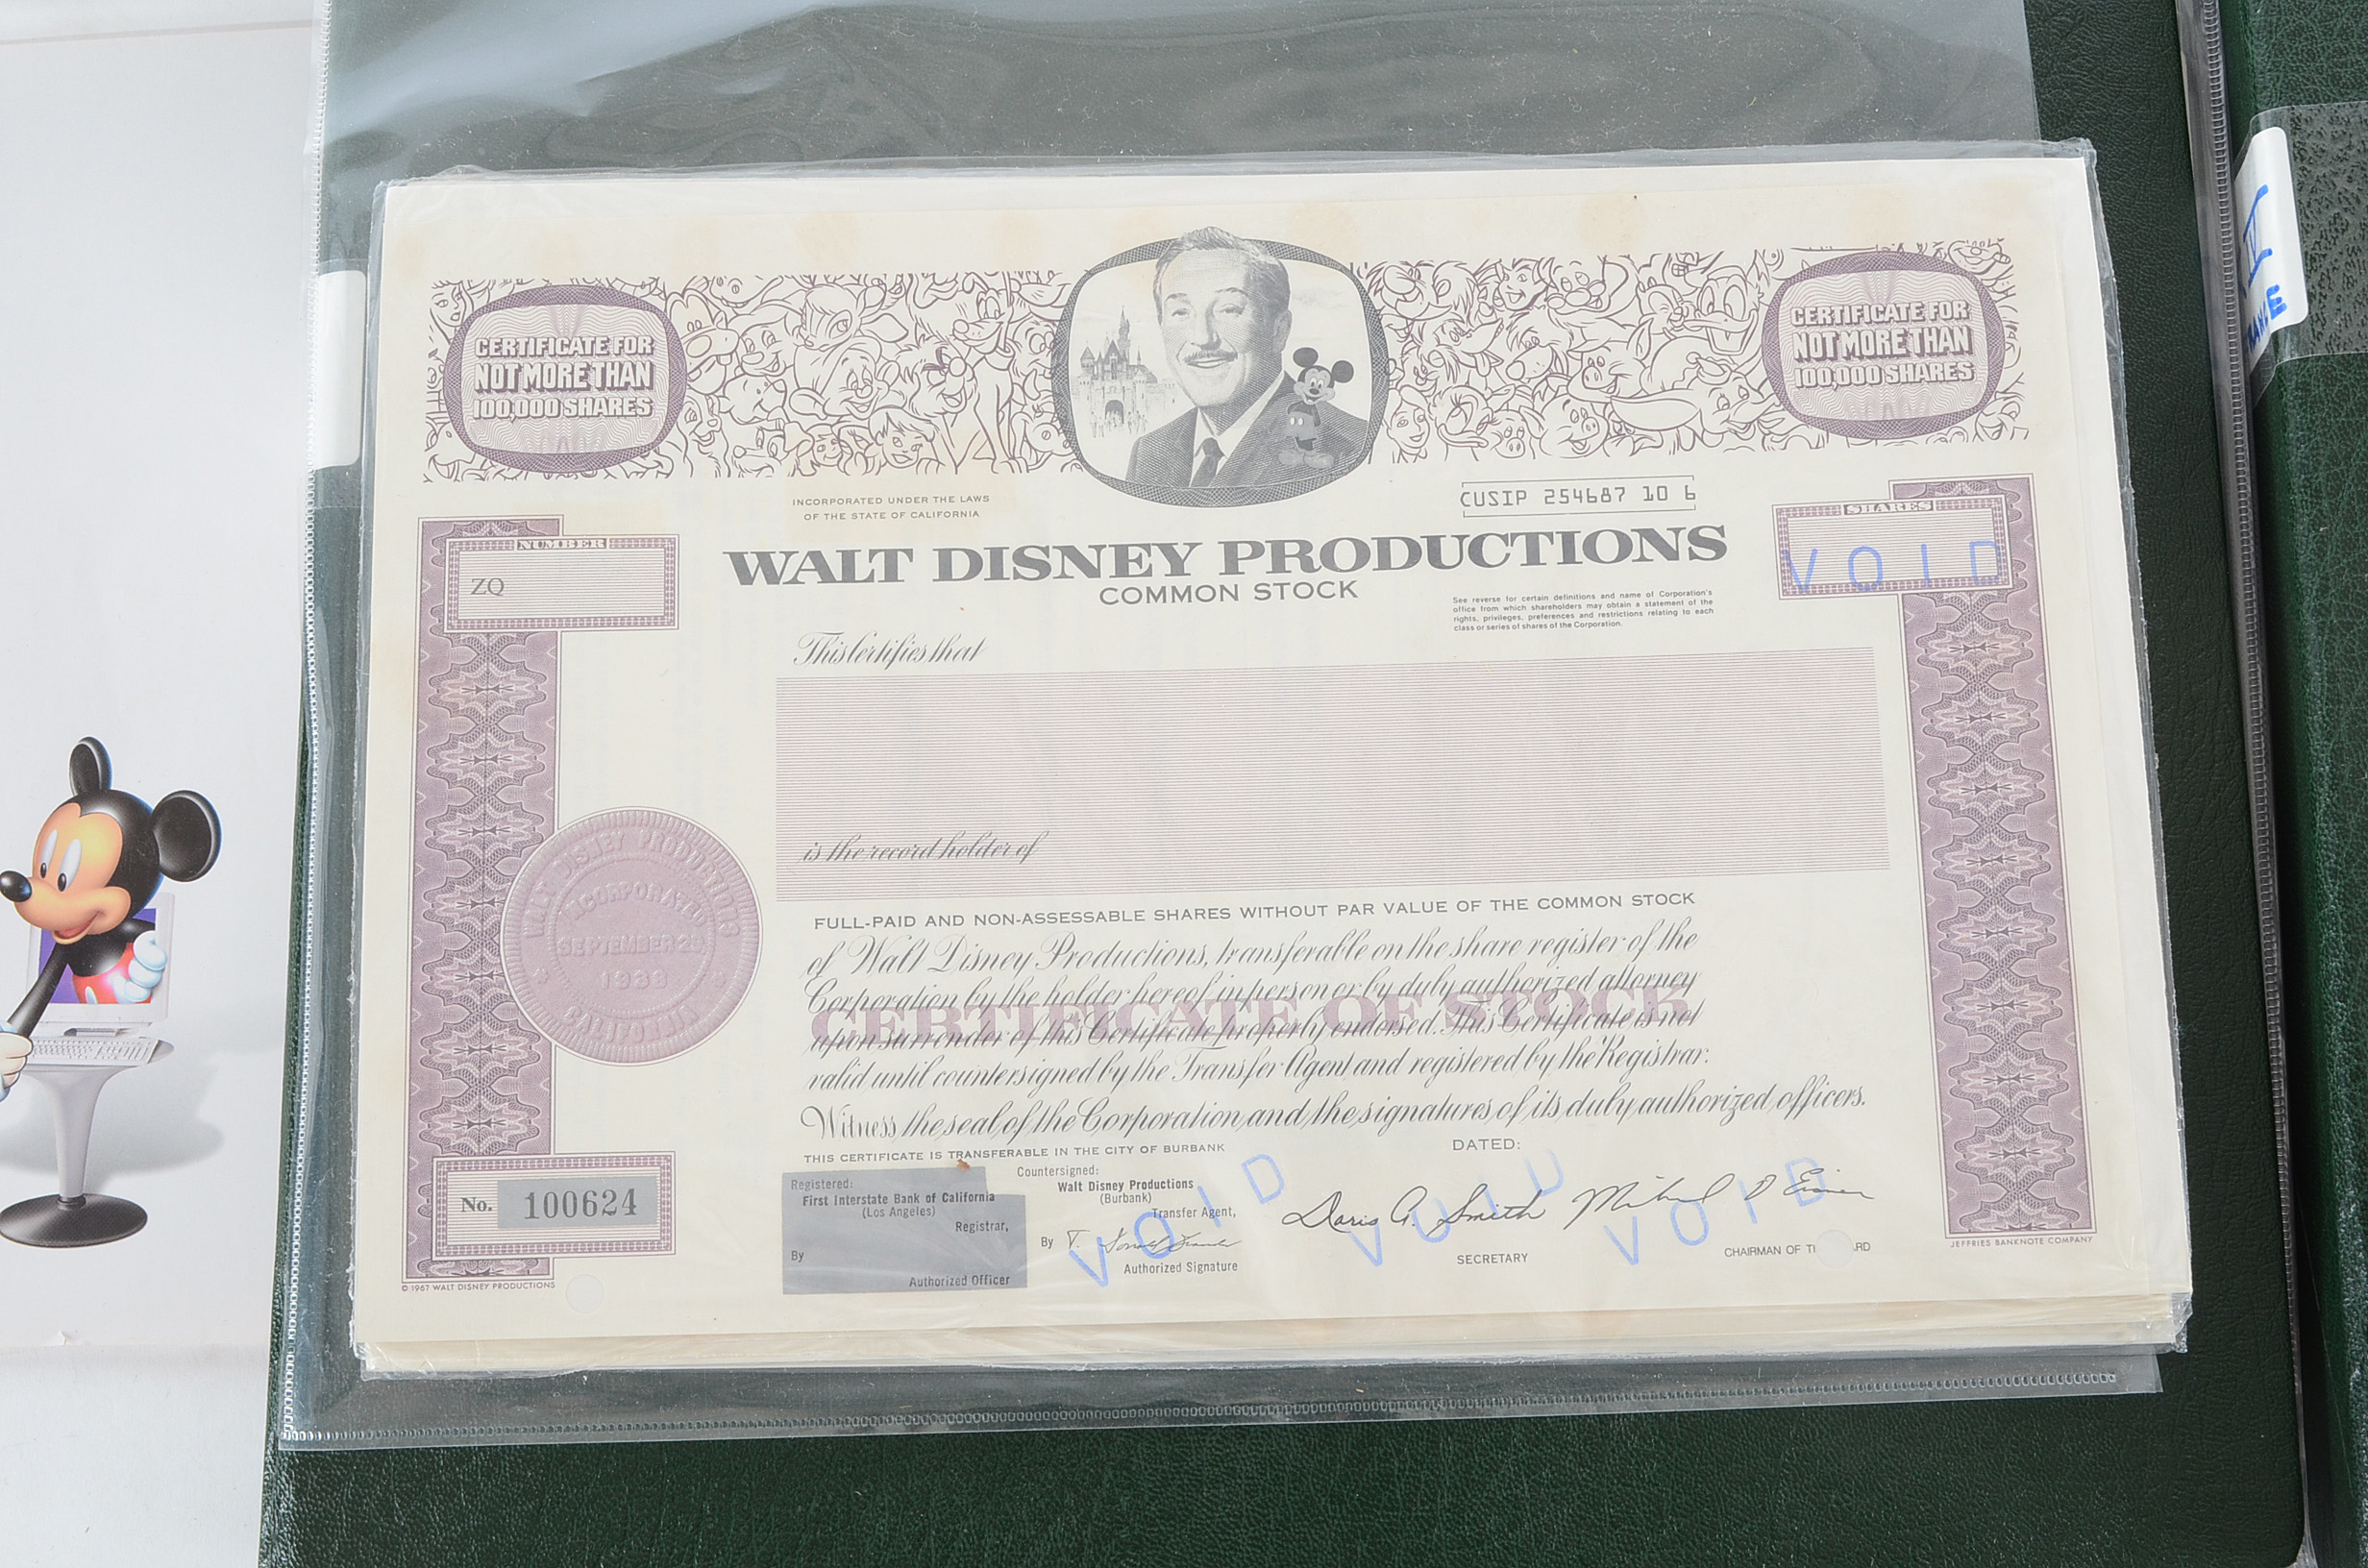 CERTIFICATE FOR
NOT MORE THAN
100,000 SHARES
CERTIFICATE FOR
NOT MORE THAN
100,000 SHARES
INCORPORATED UNDER THE LAWS
OF THE STATE OF CALIFORNIA
CUSIP 254687 10 6
NUMBER
ZQ
SHARES
VOID
WALT DISNEY PRODUCTIONS
COMMON STOCK
See reverse for certain definitions and name of Corporation's
office from which shareholders may obtain a statement of the
rights, privileges, preferences and restrictions relating to each
class or series of shares of the Corporation.
This Certifies that
is the record holder of
WALT DISNEY PRODUCTIONS
INCORPORATED
SEPTEMBER 29
1938
CALIFORNIA
FULL-PAID AND NON-ASSESSABLE SHARES WITHOUT PAR VALUE OF THE COMMON STOCK
of Walt Disney Productions, transferable on the share register of the
Corporation by the holder hereof in person or by duly authorized attorney
CERTIFICATE OF STOCK
upon surrender of this Certificate properly endorsed. This Certificate is not
valid until countersigned by the Transfer Agent and registered by the Registrar.
Witness the seal of the Corporation and the signatures of its duly authorized officers.
THIS CERTIFICATE IS TRANSFERABLE IN THE CITY OF BURBANK
DATED:
No. 100624
Registered:
First Interstate Bank of California
(Los Angeles)
Registrar,
By
Authorized Officer
Countersigned:
Walt Disney Productions
(Burbank)
Transfer Agent,
By T.
Authorized Signature
VOID
VOID
VOID
Doris A. Smith
SECRETARY
Michael D Eisner
CHAIRMAN OF T RD
© 1967 WALT DISNEY PRODUCTIONS
JEFFRIES BANKNOTE COMPANY